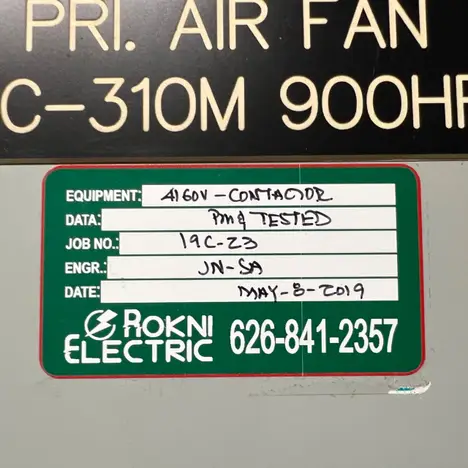 PRI. AIR FAN
C-310M 900HP
EQUIPMENT: 4160V-CONTACTOR
DATA: PM & TESTED
JOB NO.: 19C-23
ENGR.: JN-SA
DATE: MAY-8-2019
ROKNI
ELECTRIC 626-841-2357